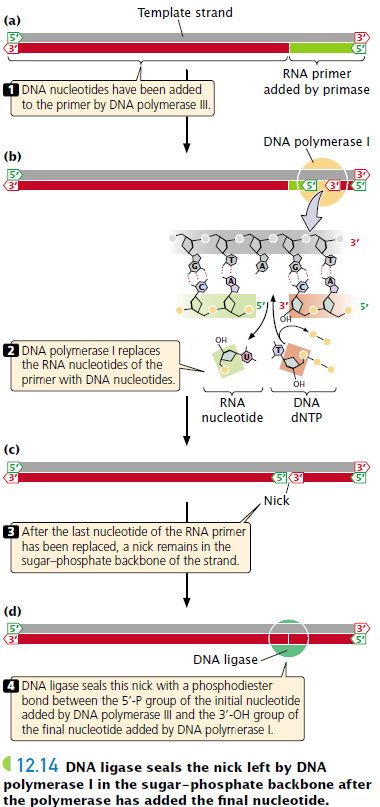 Template strand
(a)
5′ 3′
3′ 5′
RNA primer
added by primase
1 DNA nucleotides have been added
to the primer by DNA polymerase III.
DNA polymerase I
(b)
5′ 3′
3′ 5′ 3′ 5′
3′
G T A G T
C A C A
5′ 3′ 5′
OH
2 DNA polymerase I replaces
the RNA nucleotides of the
primer with DNA nucleotides.
OH
U T
OH
RNA
nucleotide
DNA
dNTP
(c)
5′ 3′
3′ 5′ 3′ 5′
Nick
3 After the last nucleotide of the RNA primer
has been replaced, a nick remains in the
sugar–phosphate backbone of the strand.
(d)
5′ 3′
3′ 5′
DNA ligase
4 DNA ligase seals this nick with a phosphodiester
bond between the 5′-P group of the initial nucleotide
added by DNA polymerase III and the 3′-OH group of
the final nucleotide added by DNA polymerase I.
12.14 DNA ligase seals the nick left by DNA
polymerase I in the sugar–phosphate backbone after
the polymerase has added the final nucleotide.